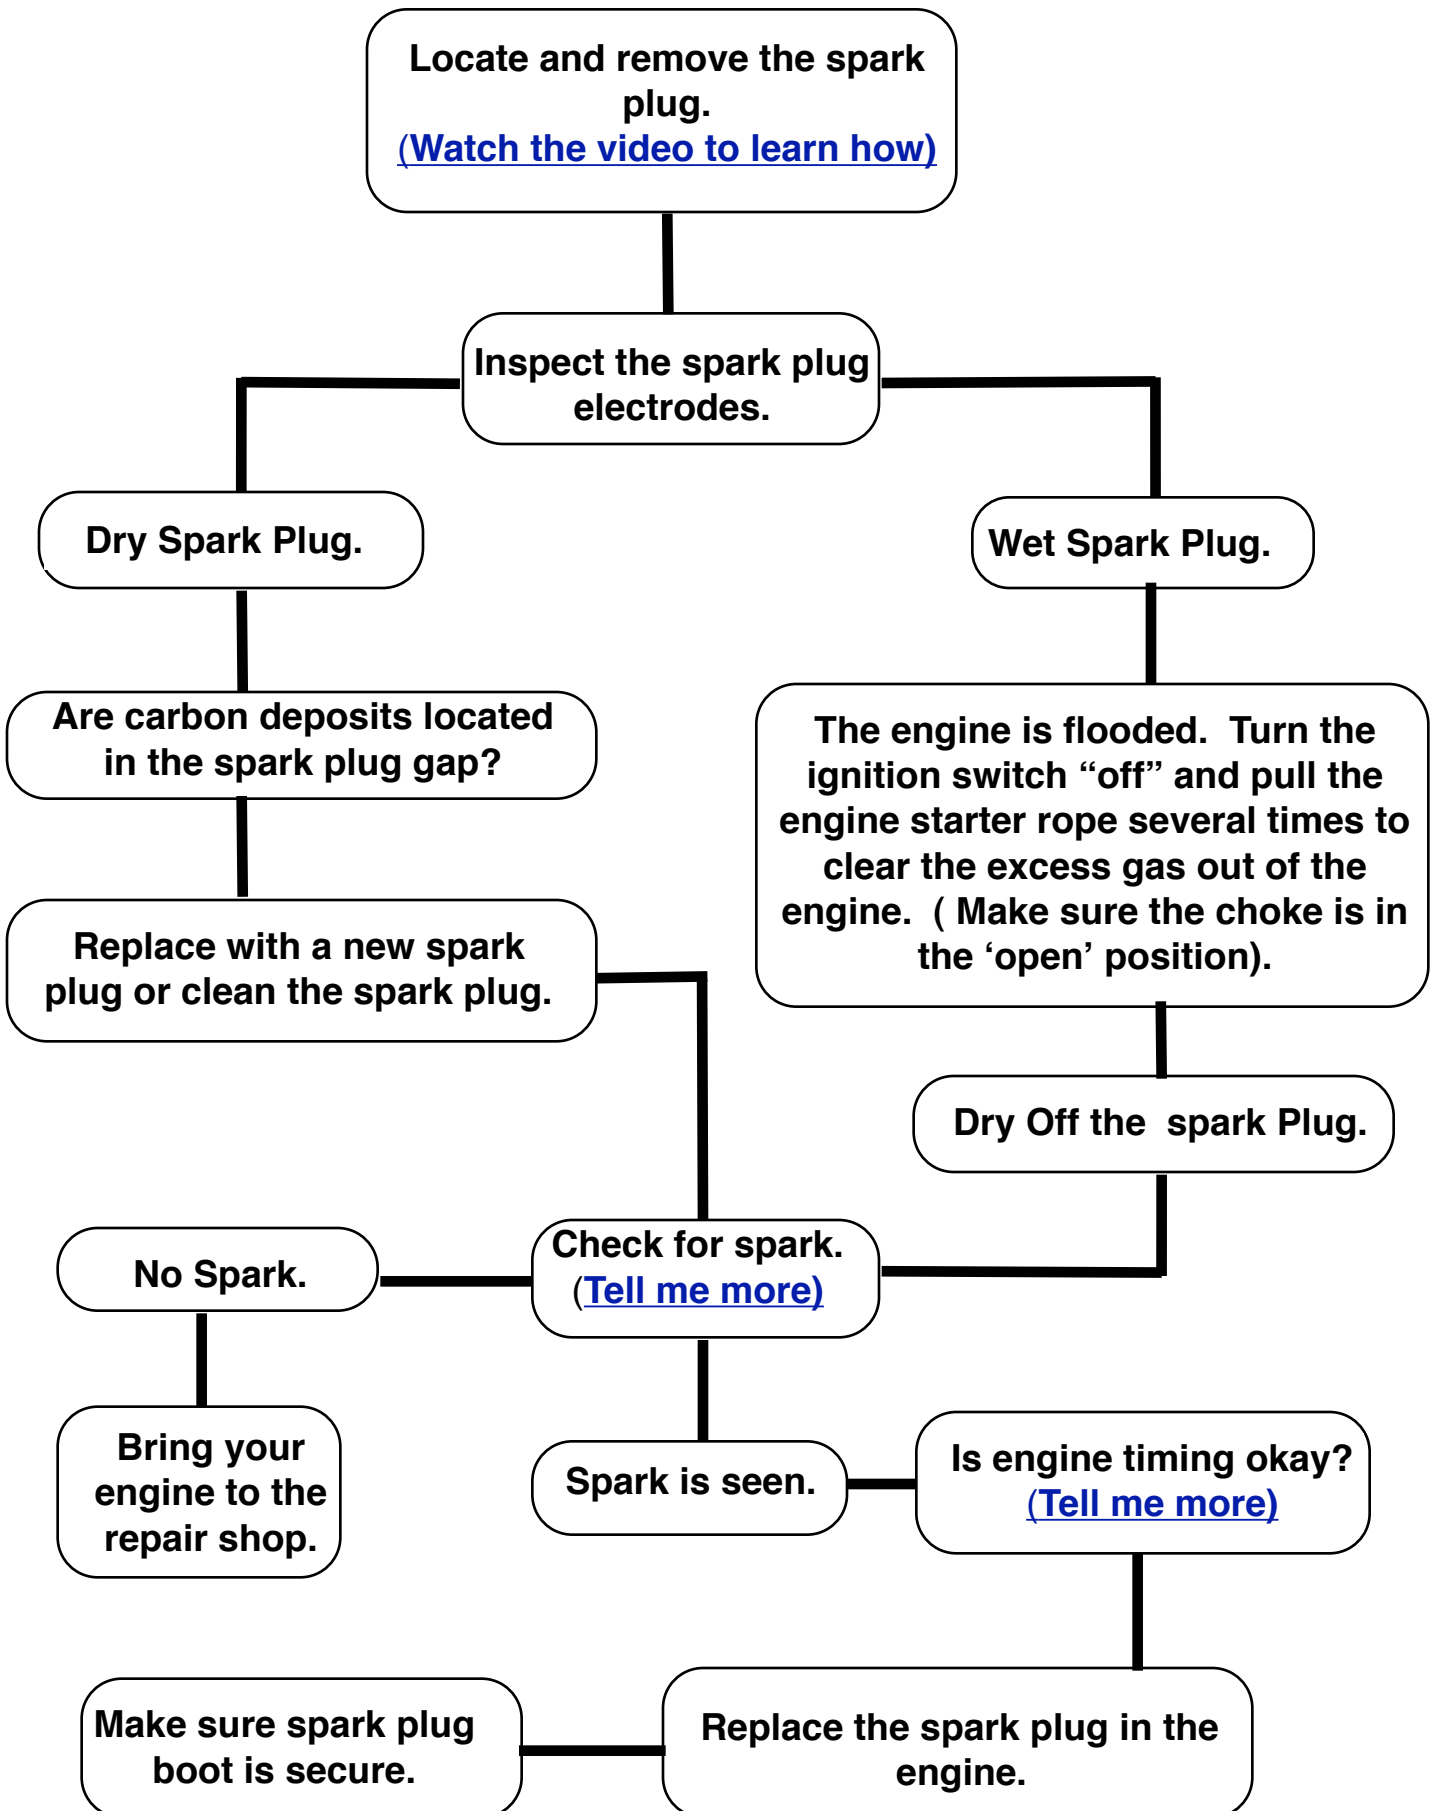 Locate and remove the spark
plug.
(Watch the video to learn how)
Inspect the spark plug
electrodes.
Dry Spark Plug.
Wet Spark Plug.
Are carbon deposits located
in the spark plug gap?
The engine is flooded.  Turn the
ignition switch “off” and pull the
engine starter rope several times to
clear the excess gas out of the
engine.  ( Make sure the choke is in
the ‘open’ position).
Replace with a new spark
plug or clean the spark plug.
Dry Off the  spark Plug.
Check for spark.
(Tell me more)
No Spark.
Bring your
engine to the
repair shop.
Spark is seen.
Is engine timing okay?
(Tell me more)
Replace the spark plug in the
engine.
Make sure spark plug
boot is secure.